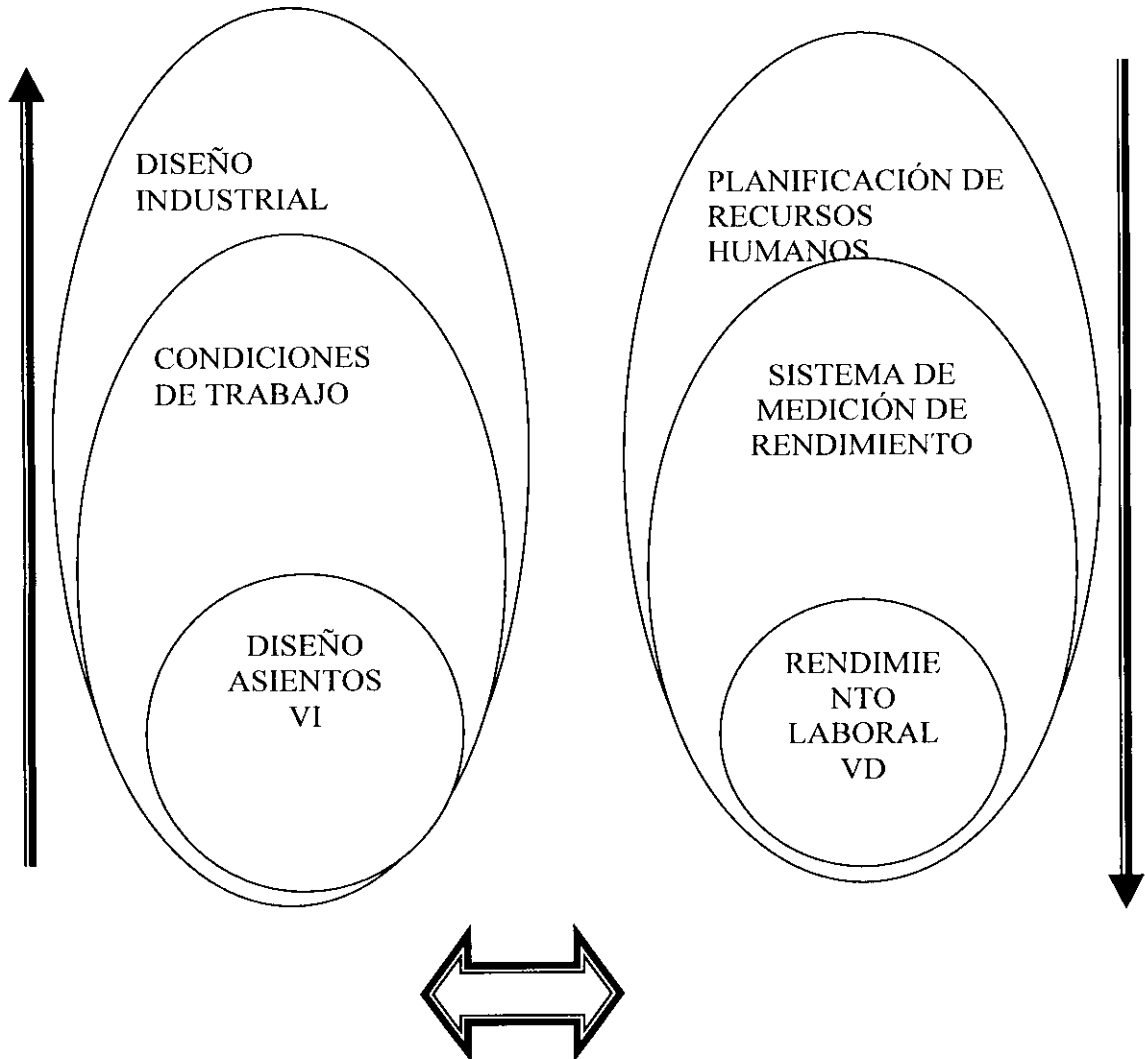 DISEÑO
INDUSTRIAL
CONDICIONES
DE TRABAJO
DISEÑO
ASIENTOS
VI
PLANIFICACIÓN DE
RECURSOS
HUMANOS
SISTEMA DE
MEDICIÓN DE
RENDIMIENTO
RENDIMIE
NTO
LABORAL
VD